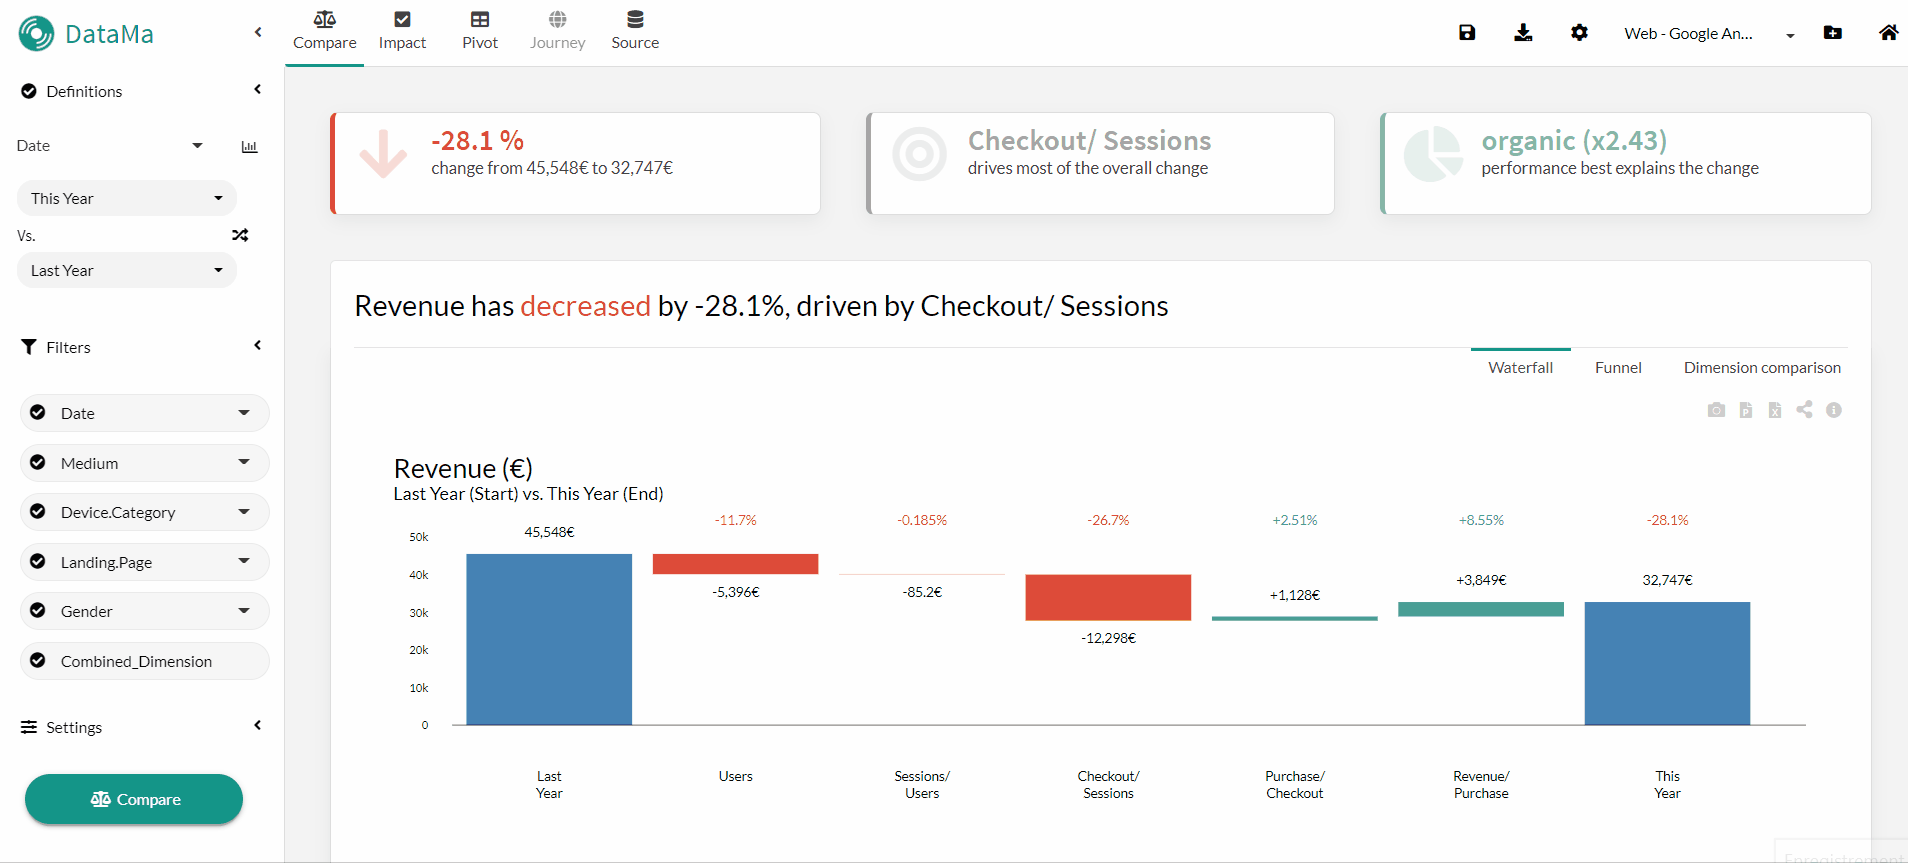 DataMa
Compare
Impact
Pivot
Journey
Source
Web - Google An...
Definitions
Date
This Year
Vs.
Last Year
Filters
Date
Medium
Device.Category
Landing.Page
Gender
Combined_Dimension
Settings
Compare
-28.1 %
change from 45,548€ to 32,747€
Checkout/ Sessions
drives most of the overall change
organic (x2.43)
performance best explains the change
Revenue has decreased by -28.1%, driven by Checkout/ Sessions
Waterfall
Funnel
Dimension comparison
Revenue (€)
Last Year (Start) vs. This Year (End)
50k
40k
30k
20k
10k
0
45,548€
-11.7%
-0.185%
-26.7%
+2.51%
+8.55%
-28.1%
-5,396€
-85.2€
-12,298€
+1,128€
+3,849€
32,747€
Last
Year
Users
Sessions/
Users
Checkout/
Sessions
Purchase/
Checkout
Revenue/
Purchase
This
Year
Enregistrement